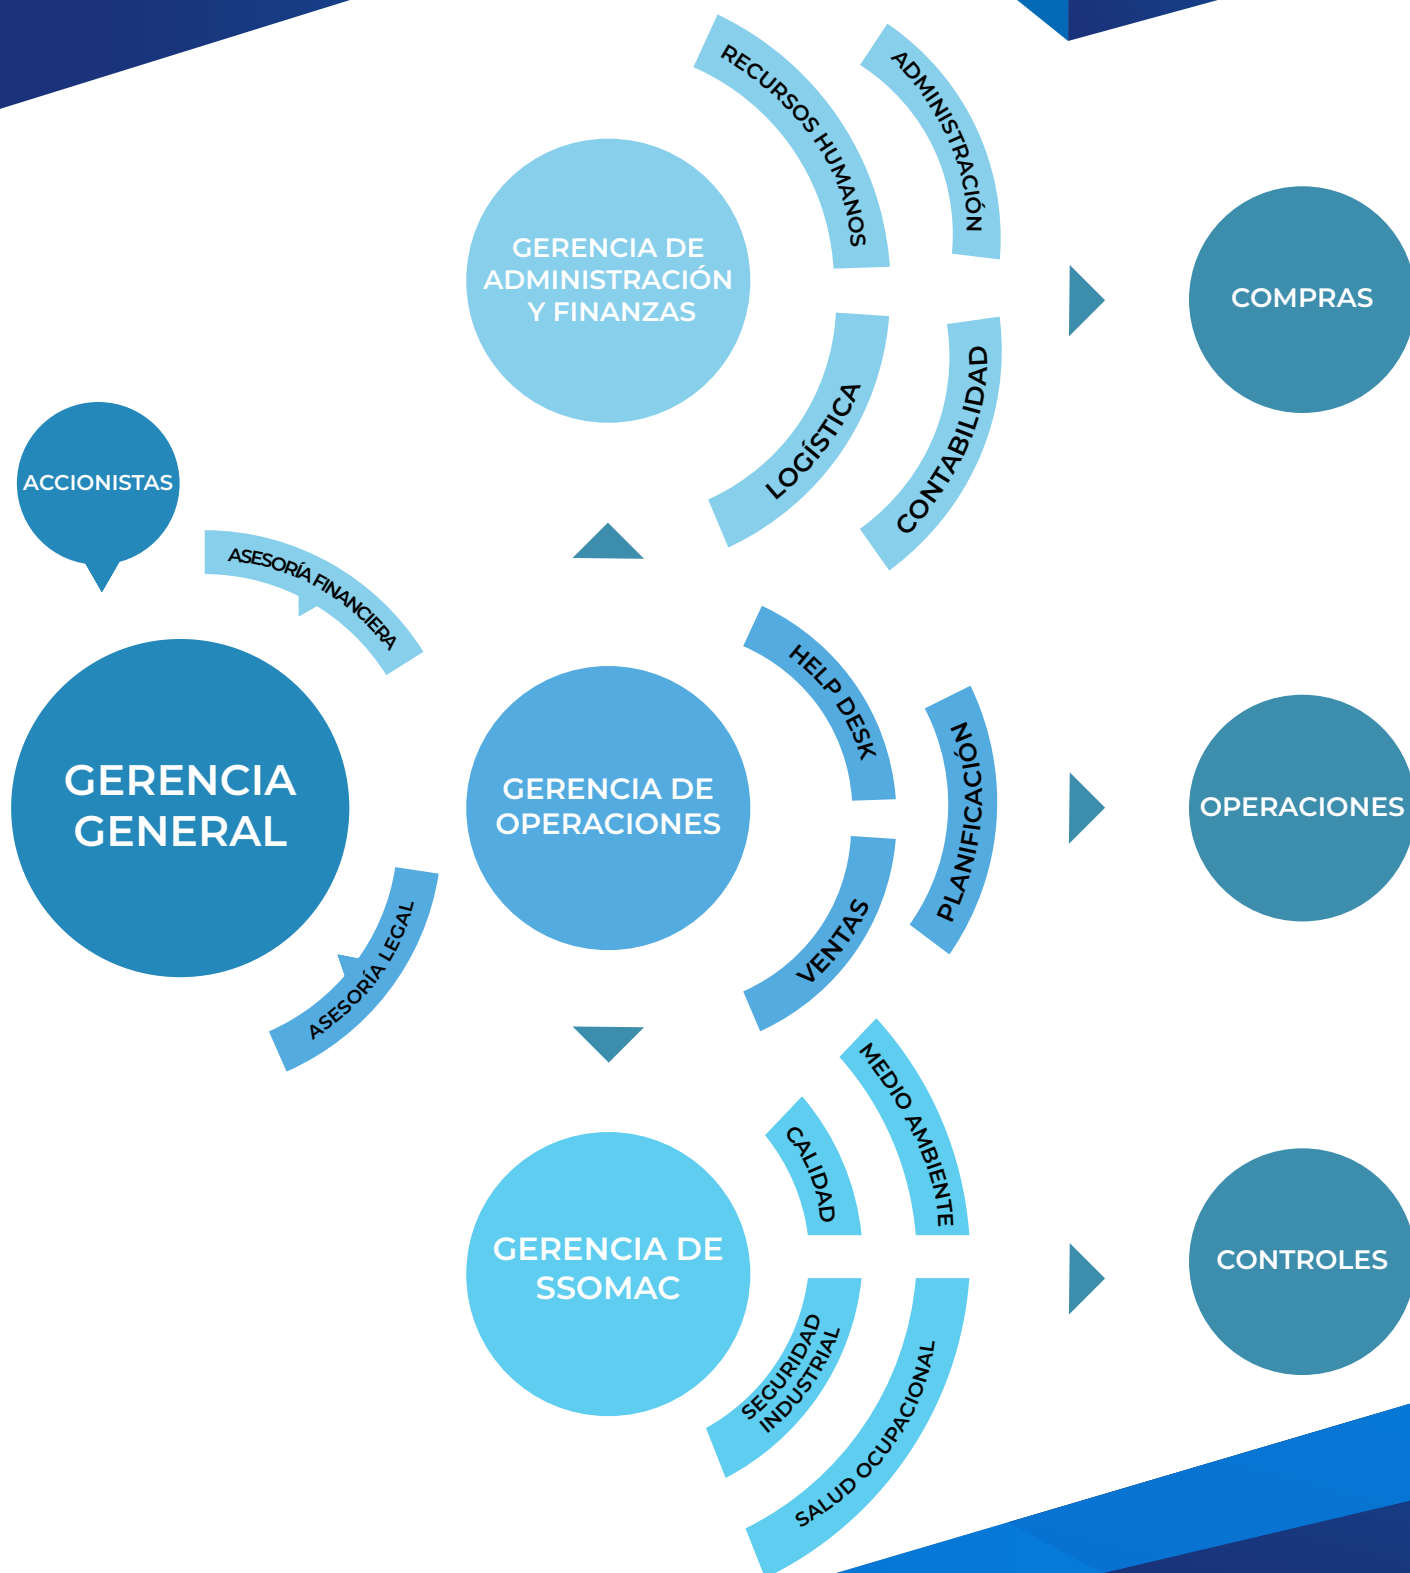 ACCIONISTAS
ASESORÍA FINANCIERA
GERENCIA
GENERAL
ASESORÍA LEGAL
GERENCIA DE
ADMINISTRACIÓN
Y FINANZAS
RECURSOS HUMANOS
ADMINISTRACIÓN
LOGÍSTICA
CONTABILIDAD
COMPRAS
GERENCIA DE
OPERACIONES
HELP DESK
PLANIFICACIÓN
VENTAS
OPERACIONES
GERENCIA DE
SSOMAC
CALIDAD
MEDIO AMBIENTE
SEGURIDAD
INDUSTRIAL
SALUD OCUPACIONAL
CONTROLES